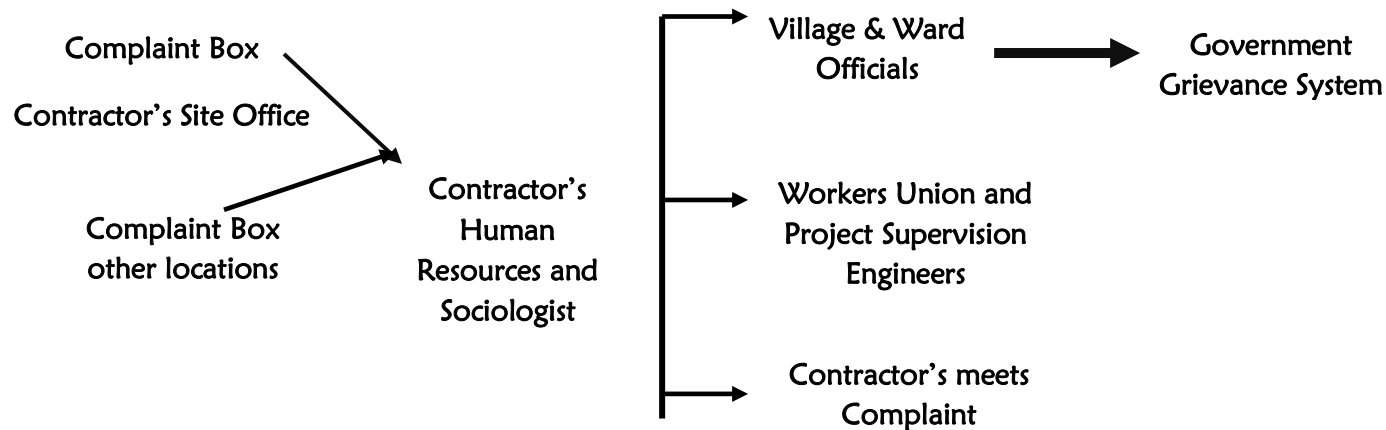 Complaint Box
Contractor’s Site Office
Complaint Box
other locations
Contractor’s
Human
Resources and
Sociologist
Village & Ward
Officials
Government
Grievance System
Workers Union and
Project Supervision
Engineers
Contractor’s meets
Complaint